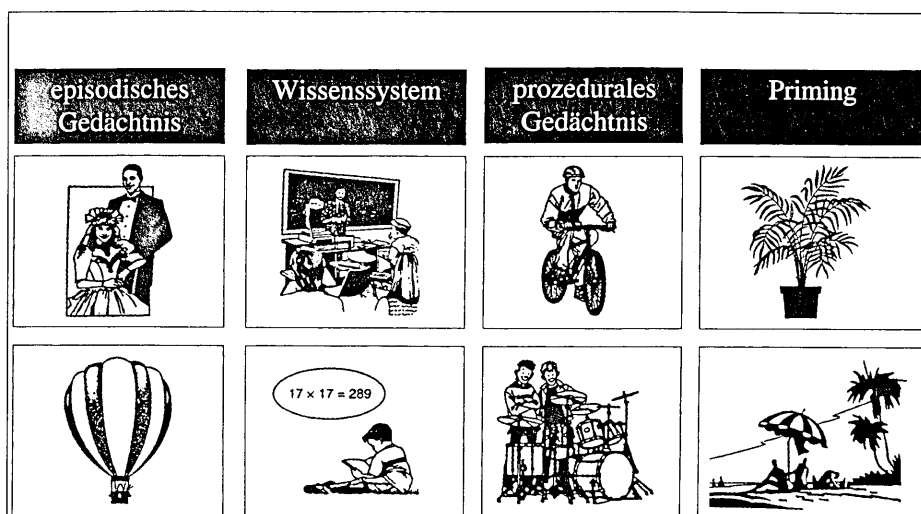 episodisches
Gedächtnis
Wissenssystem
prozedurales
Gedächtnis
Priming
17 × 17 = 289